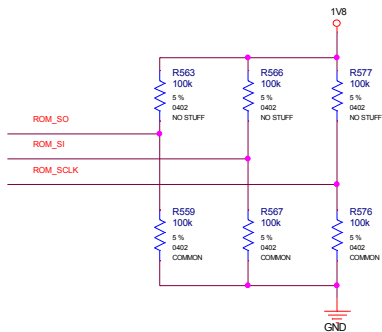 1V8
R563
100k
5 %
0402
NO STUFF
R566
100k
5 %
0402
NO STUFF
R577
100k
5 %
0402
NO STUFF
ROM_SO
ROM_SI
ROM_SCLK
R559
100k
5 %
0402
COMMON
R567
100k
5 %
0402
COMMON
R576
100k
5 %
0402
COMMON
GND